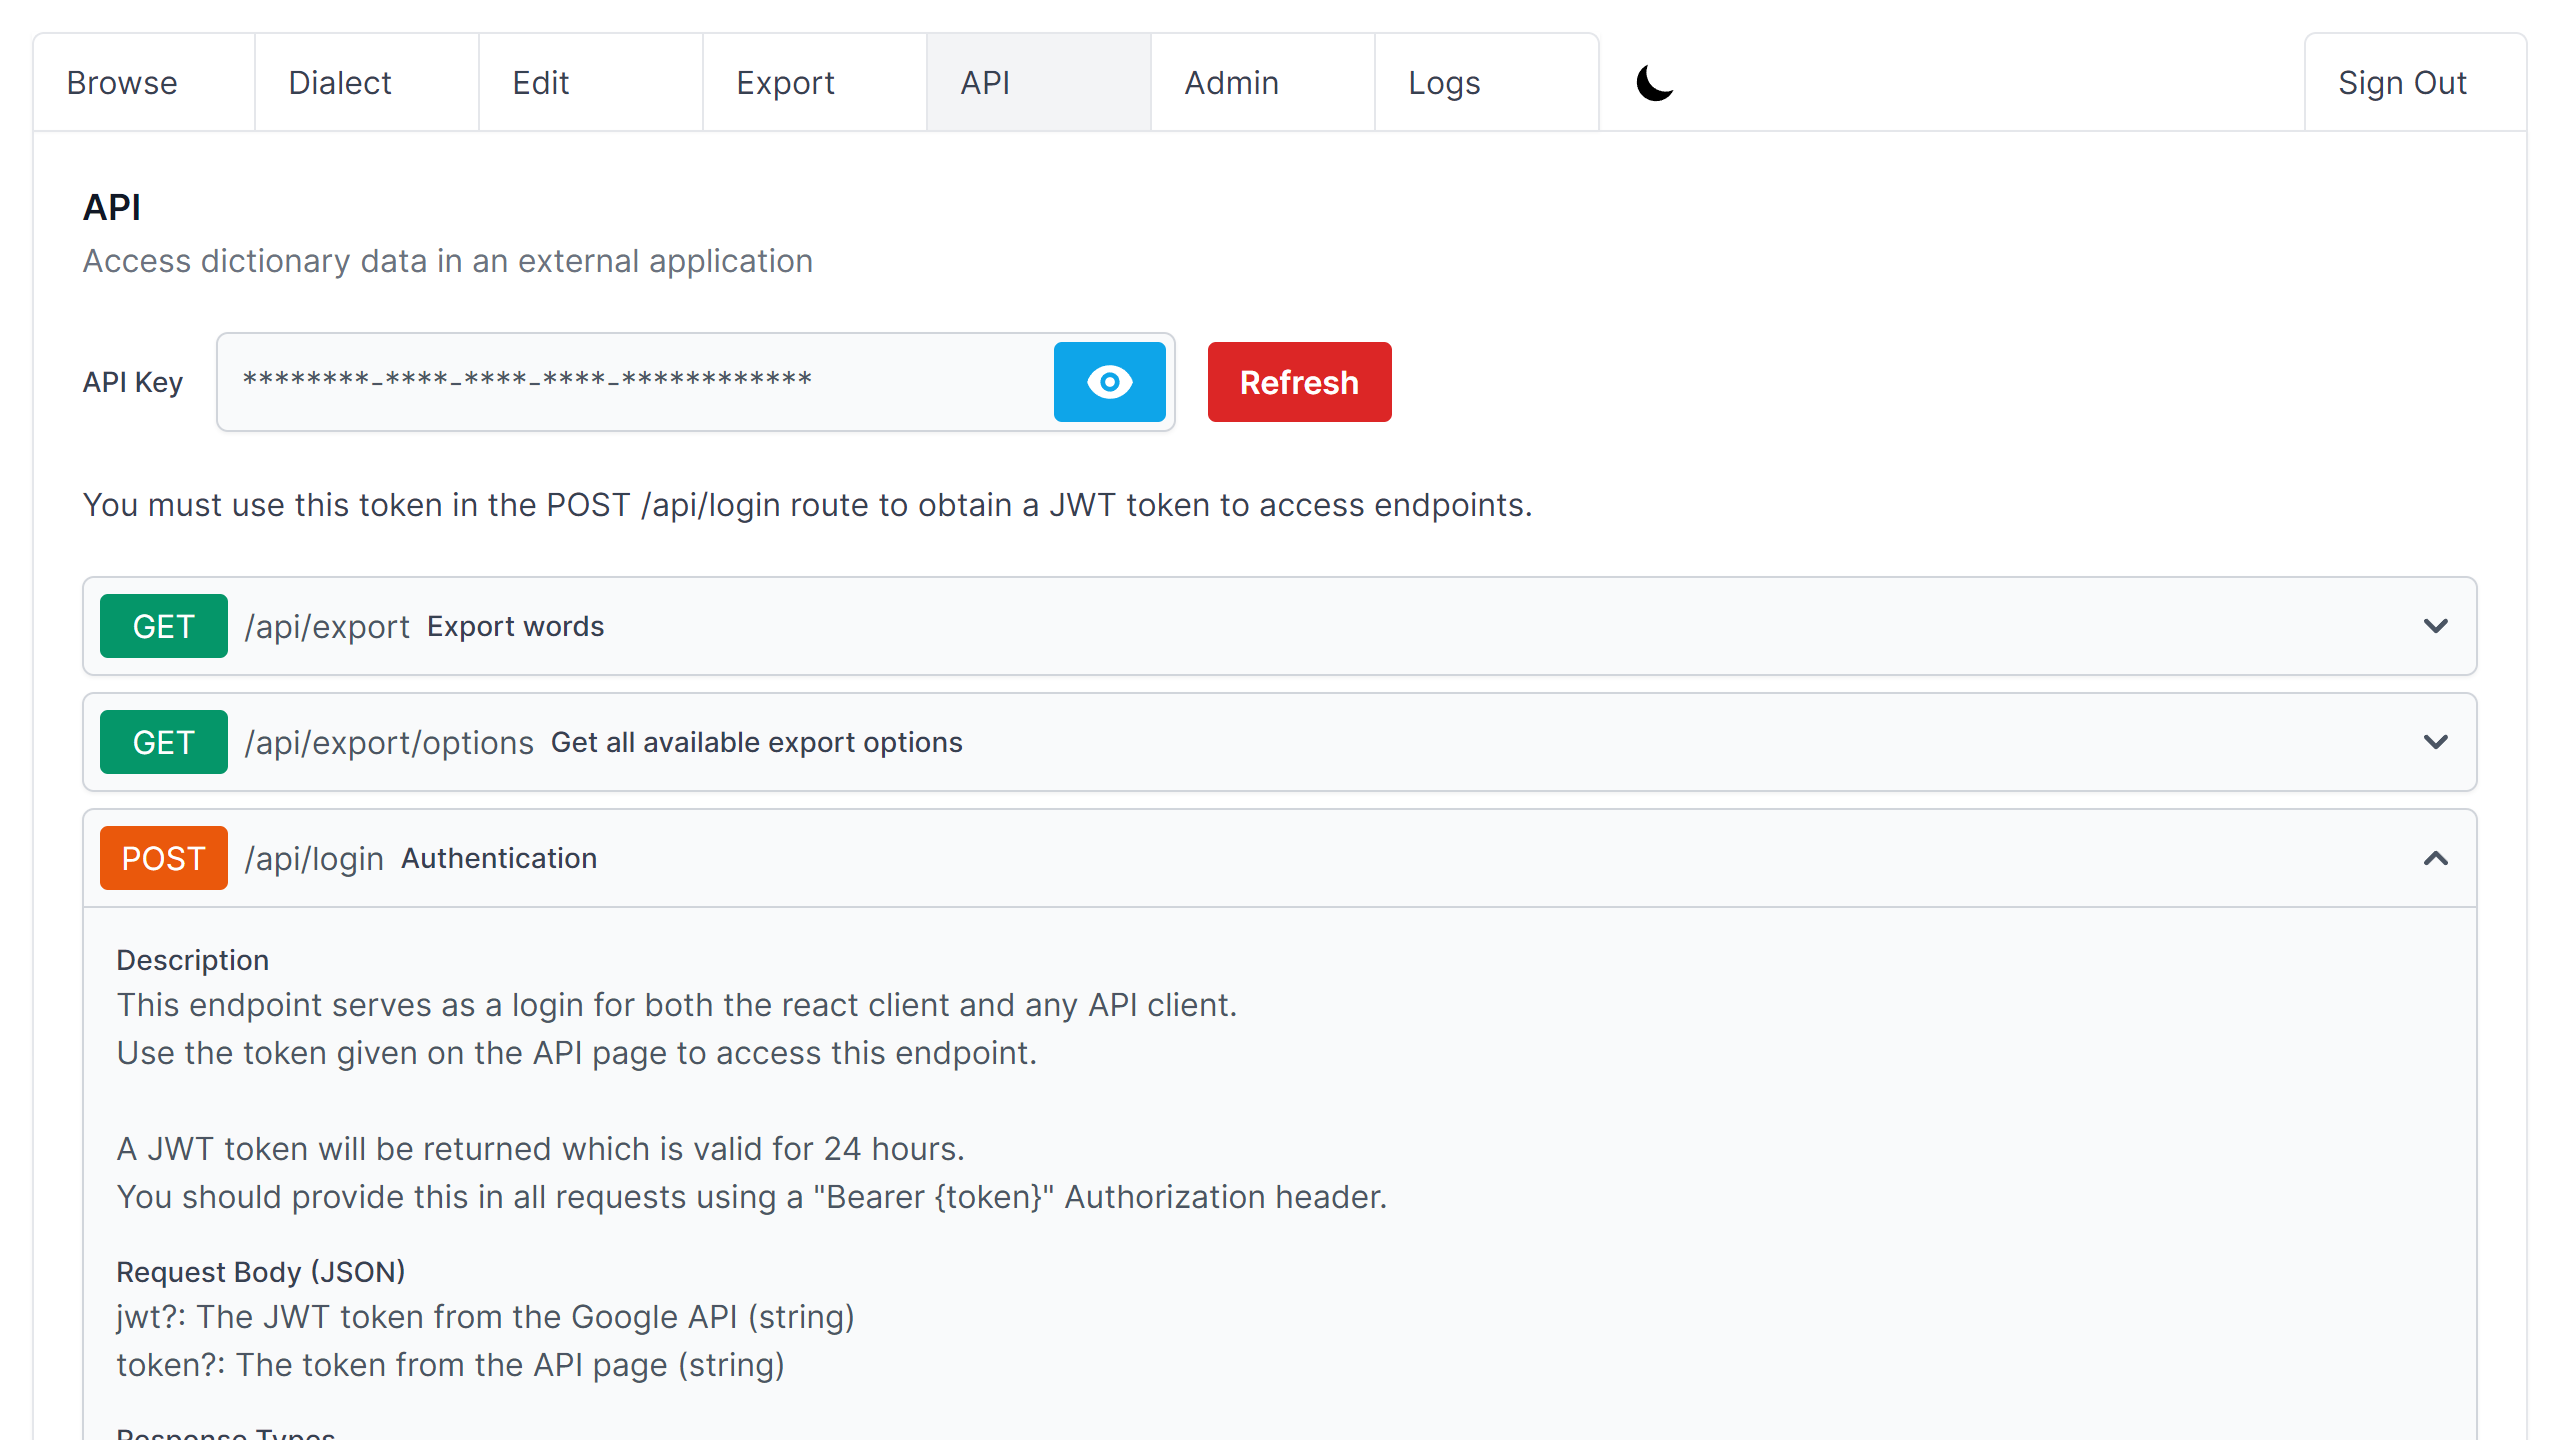 Browse
Dialect
Edit
Export
API
Admin
Logs
Sign Out
API
Access dictionary data in an external application
API Key
********-****-****-****-************
Refresh
You must use this token in the POST /api/login route to obtain a JWT token to access endpoints.
GET /api/export Export words
GET /api/export/options Get all available export options
POST /api/login Authentication
Description
This endpoint serves as a login for both the react client and any API client.
Use the token given on the API page to access this endpoint.
A JWT token will be returned which is valid for 24 hours.
You should provide this in all requests using a "Bearer {token}" Authorization header.
Request Body (JSON)
jwt?: The JWT token from the Google API (string)
token?: The token from the API page (string)
Response Types